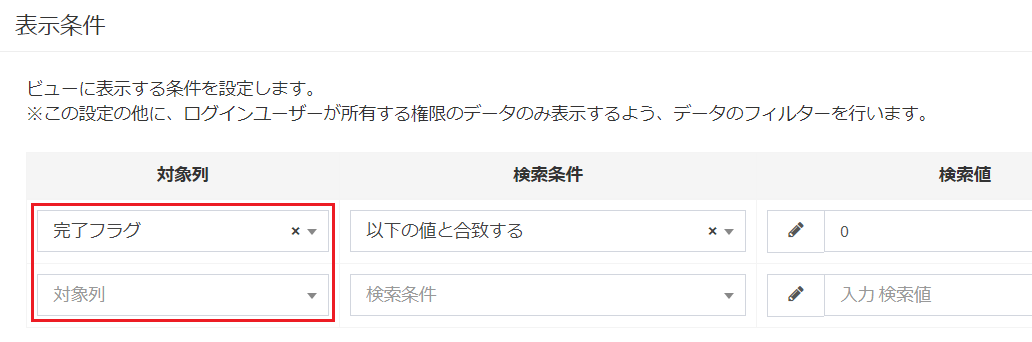 表示条件
ビューに表示する条件を設定します。
※この設定の他に、ログインユーザーが所有する権限のデータのみ表示するよう、データのフィルターを行います。
対象列 検索条件 検索値
完了フラグ × 以下の値と合致する × 0
対象列 検索条件 入力 検索値